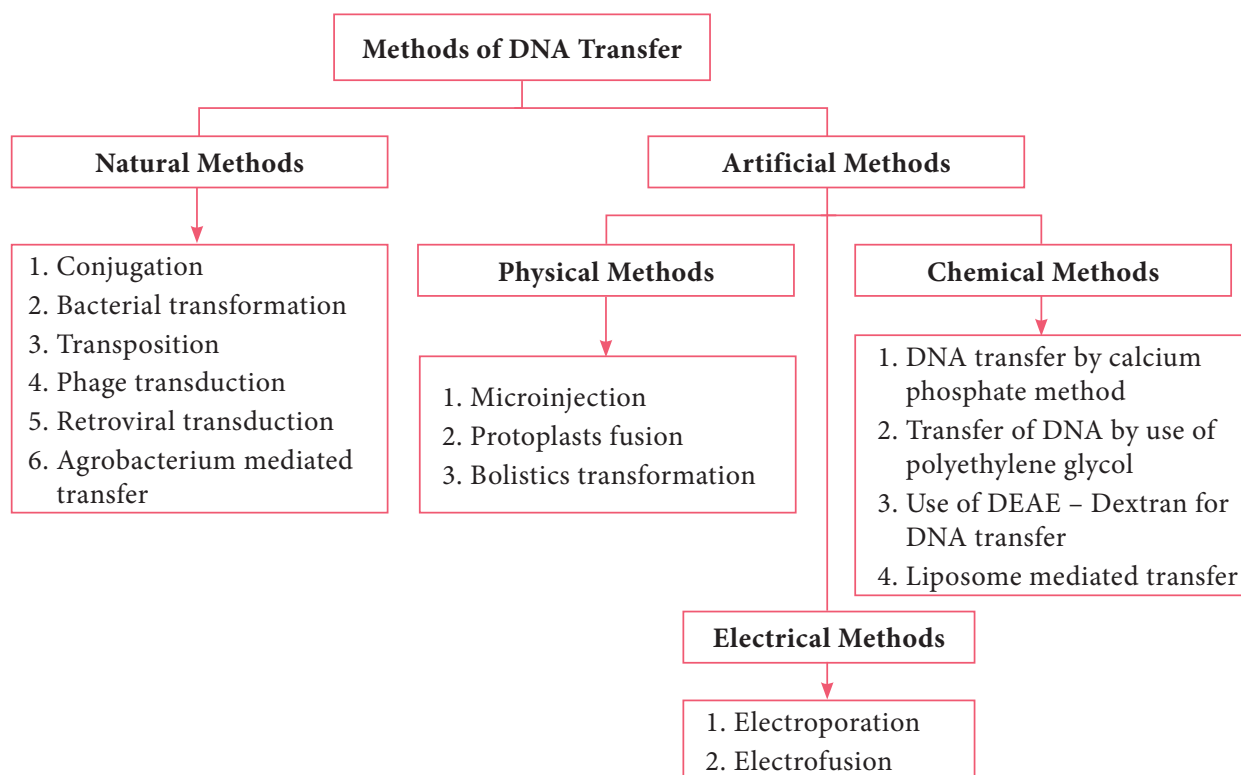 Methods of DNA Transfer
Natural Methods
1. Conjugation
2. Bacterial transformation
3. Transposition
4. Phage transduction
5. Retroviral transduction
6. Agrobacterium mediated
transfer
Artificial Methods
Physical Methods
1. Microinjection
2. Protoplasts fusion
3. Bolistics transformation
Chemical Methods
1. DNA transfer by calcium
phosphate method
2. Transfer of DNA by use of
polyethylene glycol
3. Use of DEAE – Dextran for
DNA transfer
4. Liposome mediated transfer
Electrical Methods
1. Electroporation
2. Electrofusion